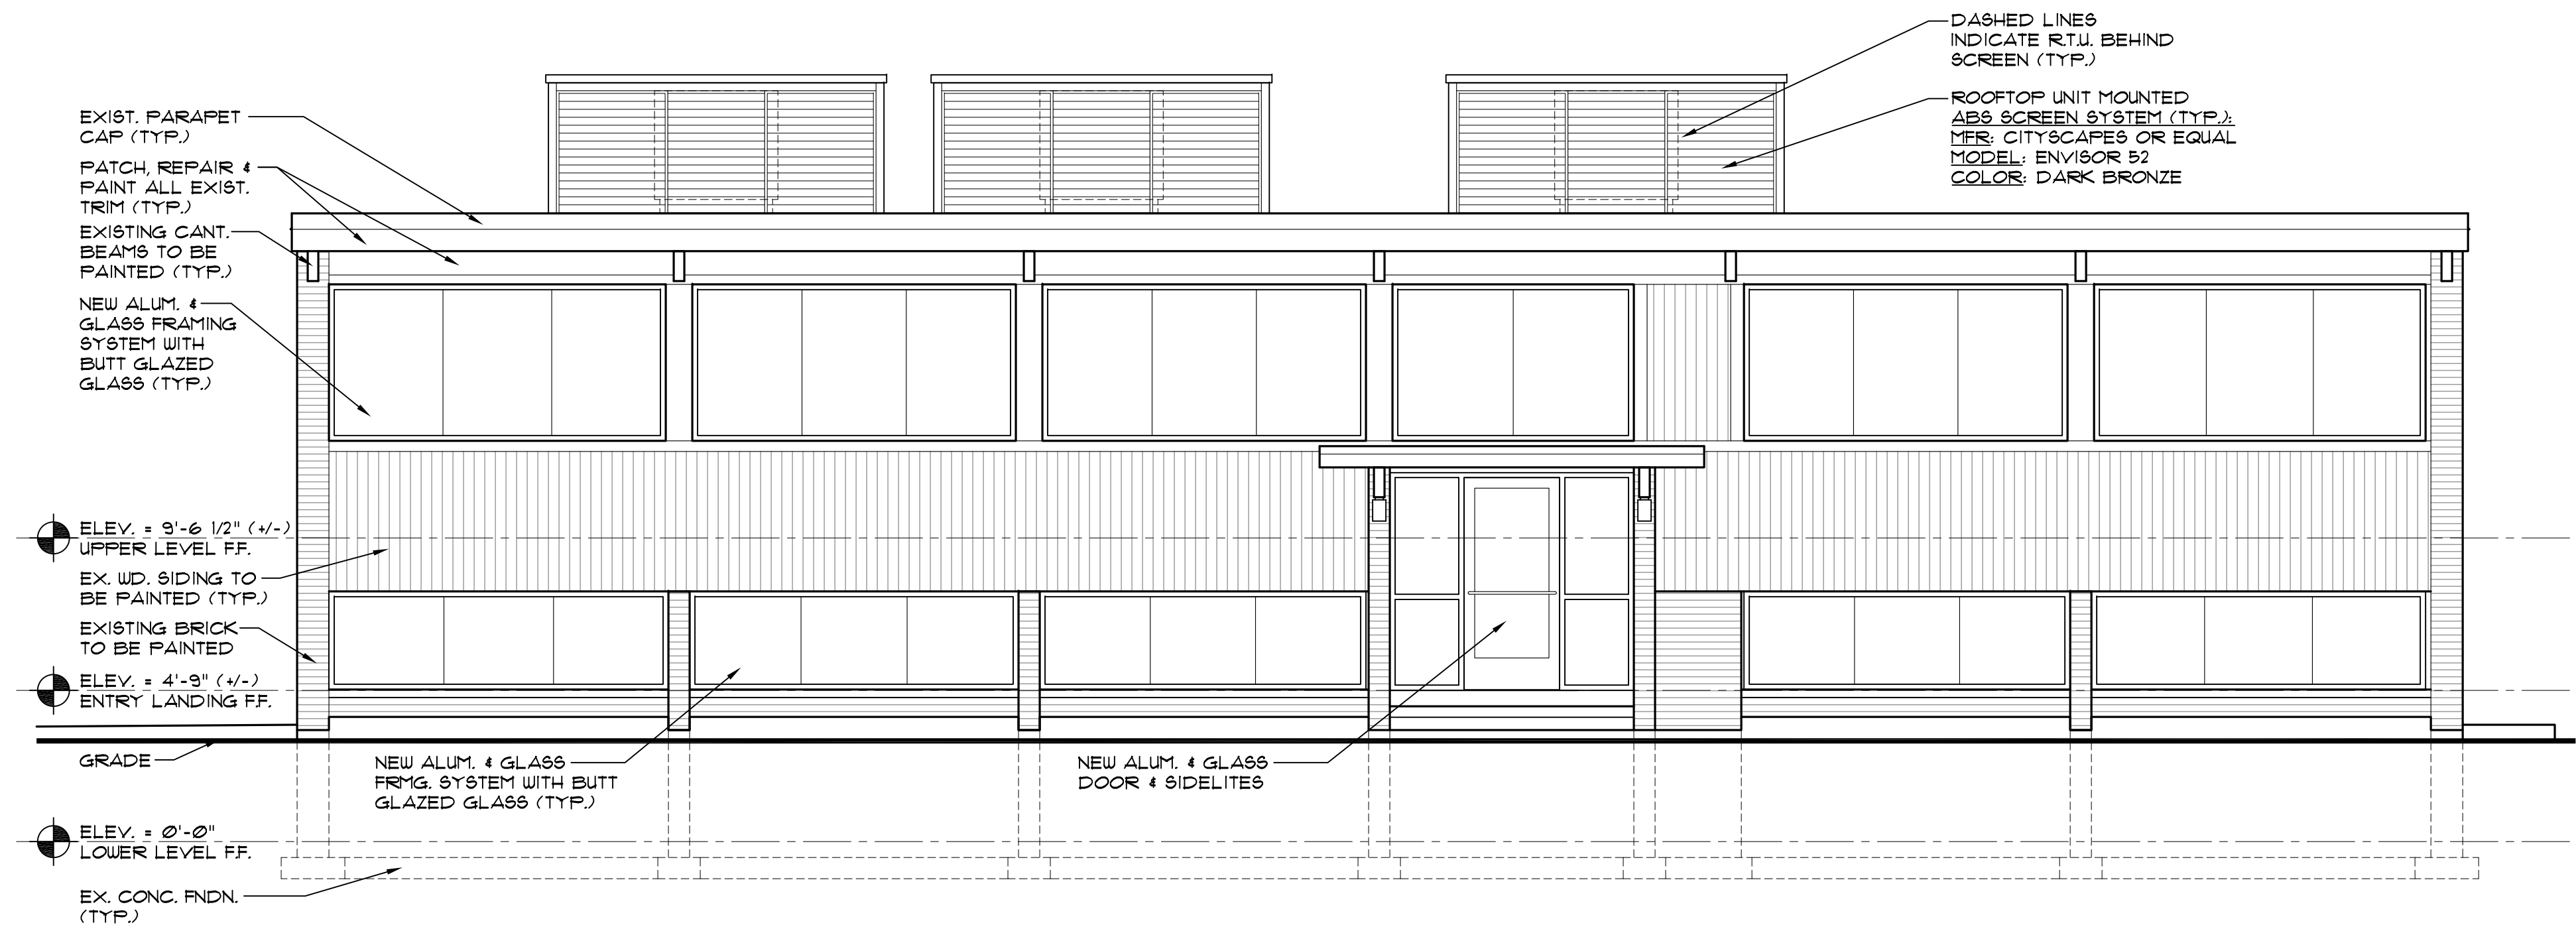 DASHED LINES
INDICATE R.T.U. BEHIND
SCREEN (TYP.)
ROOFTOP UNIT MOUNTED
ABS SCREEN SYSTEM (TYP.):
MFR: CITYSCAPES OR EQUAL
MODEL: ENVISOR 52
COLOR: DARK BRONZE
EXIST. PARAPET
CAP (TYP.)
PATCH, REPAIR &
PAINT ALL EXIST.
TRIM (TYP.)
EXISTING CANT.
BEAMS TO BE
PAINTED (TYP.)
NEW ALUM. &
GLASS FRAMING
SYSTEM WITH
BUTT GLAZED
GLASS (TYP.)
ELEV. = 9'-6 1/2" (+/-)
UPPER LEVEL F.F.
EX. WD. SIDING TO
BE PAINTED (TYP.)
EXISTING BRICK
TO BE PAINTED
ELEV. = 4'-9" (+/-)
ENTRY LANDING F.F.
GRADE
NEW ALUM. & GLASS
FRMG. SYSTEM WITH BUTT
GLAZED GLASS (TYP.)
NEW ALUM. & GLASS
DOOR & SIDELITES
ELEV. = 0'-0"
LOWER LEVEL F.F.
EX. CONC. FNDN.
(TYP.)